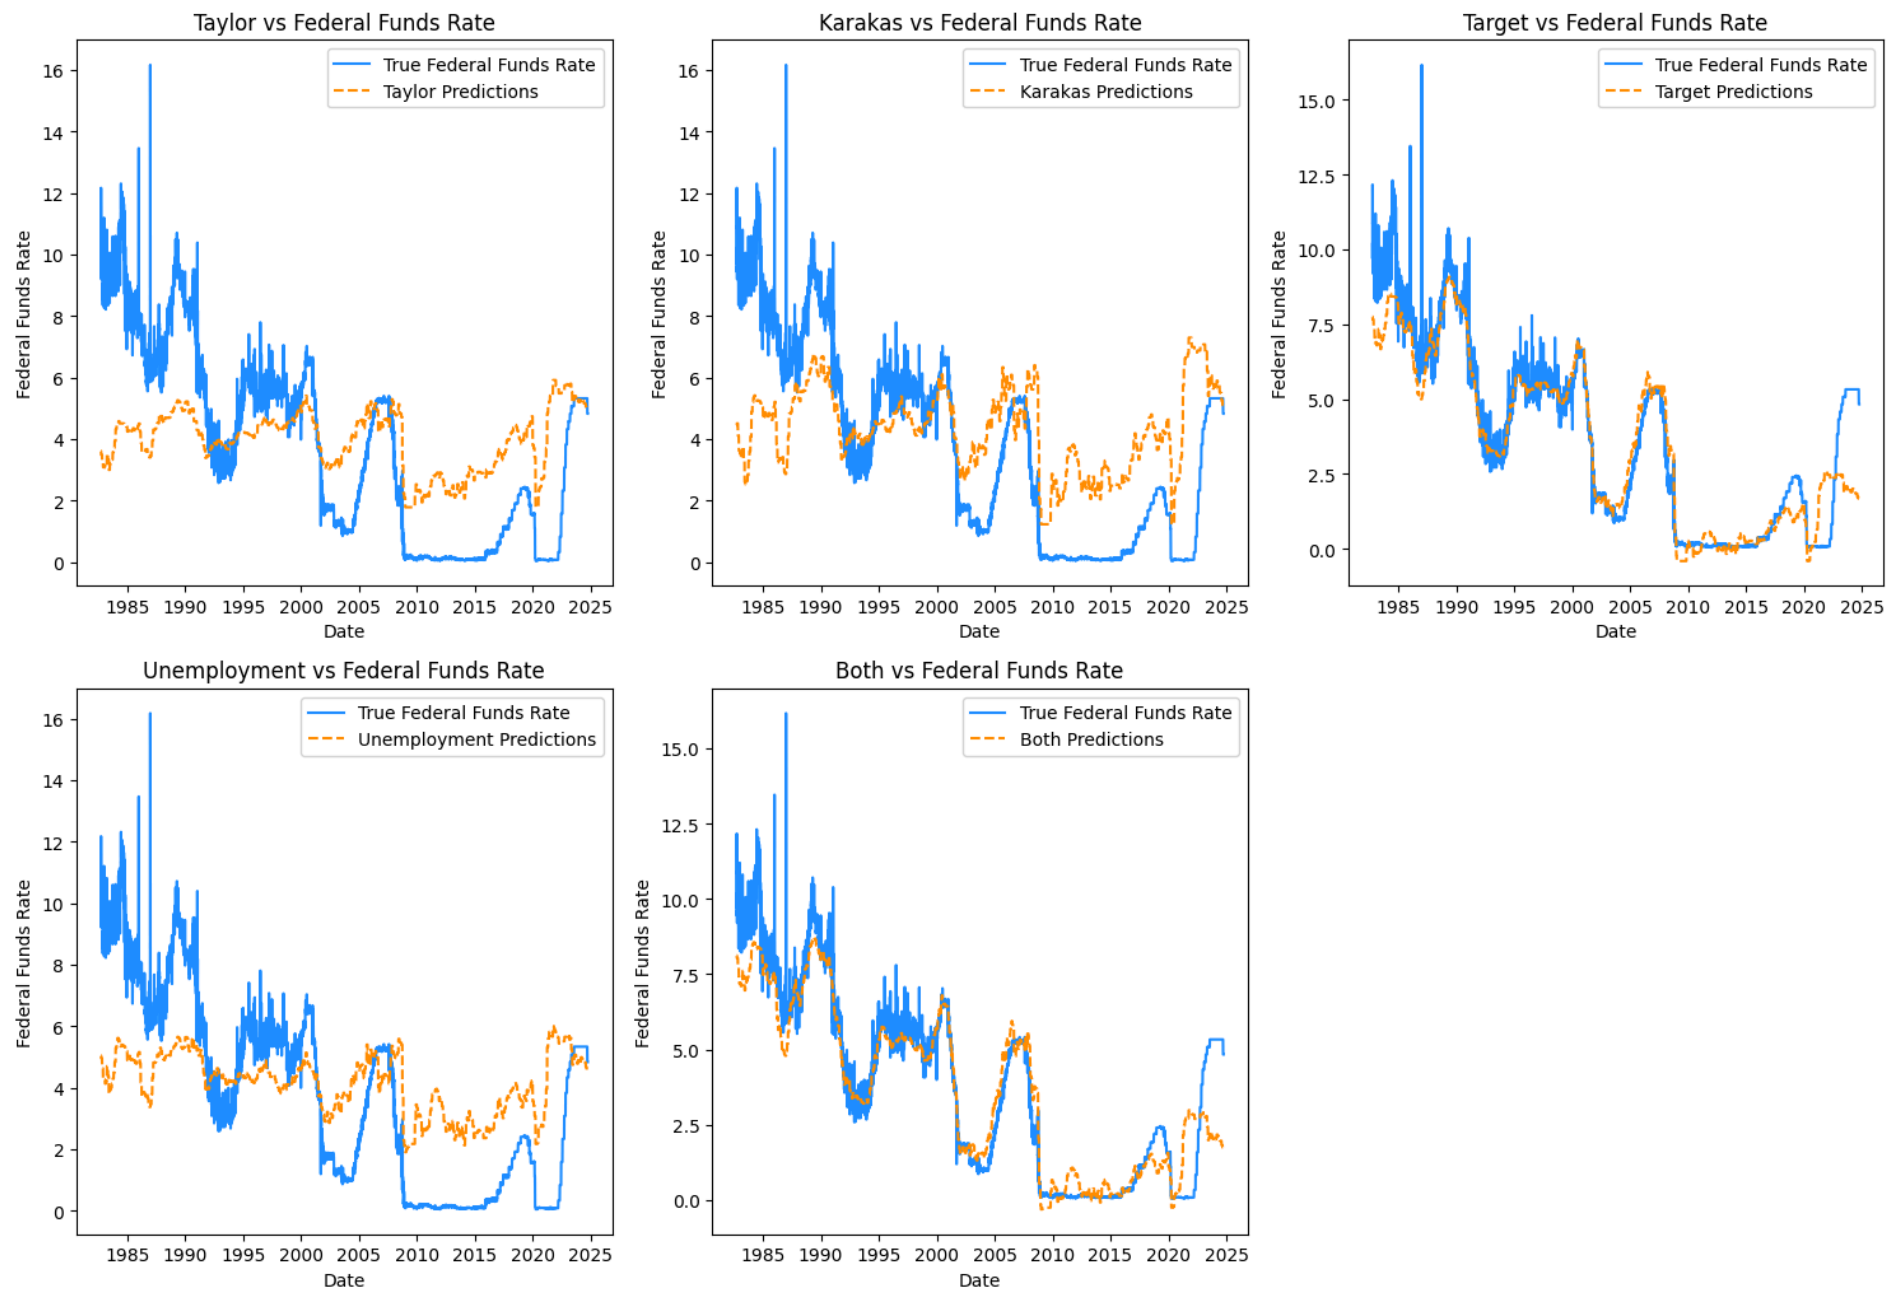 Taylor vs Federal Funds Rate
True Federal Funds Rate
Taylor Predictions
16
14
12
10
8
6
4
2
0
Federal Funds Rate
1985 1990 1995 2000 2005 2010 2015 2020 2025
Date
Karakas vs Federal Funds Rate
True Federal Funds Rate
Karakas Predictions
16
14
12
10
8
6
4
2
0
Federal Funds Rate
1985 1990 1995 2000 2005 2010 2015 2020 2025
Date
Target vs Federal Funds Rate
True Federal Funds Rate
Target Predictions
15.0
12.5
10.0
7.5
5.0
2.5
0.0
Federal Funds Rate
1985 1990 1995 2000 2005 2010 2015 2020 2025
Date
Unemployment vs Federal Funds Rate
True Federal Funds Rate
Unemployment Predictions
16
14
12
10
8
6
4
2
0
Federal Funds Rate
1985 1990 1995 2000 2005 2010 2015 2020 2025
Date
Both vs Federal Funds Rate
True Federal Funds Rate
Both Predictions
15.0
12.5
10.0
7.5
5.0
2.5
0.0
Federal Funds Rate
1985 1990 1995 2000 2005 2010 2015 2020 2025
Date